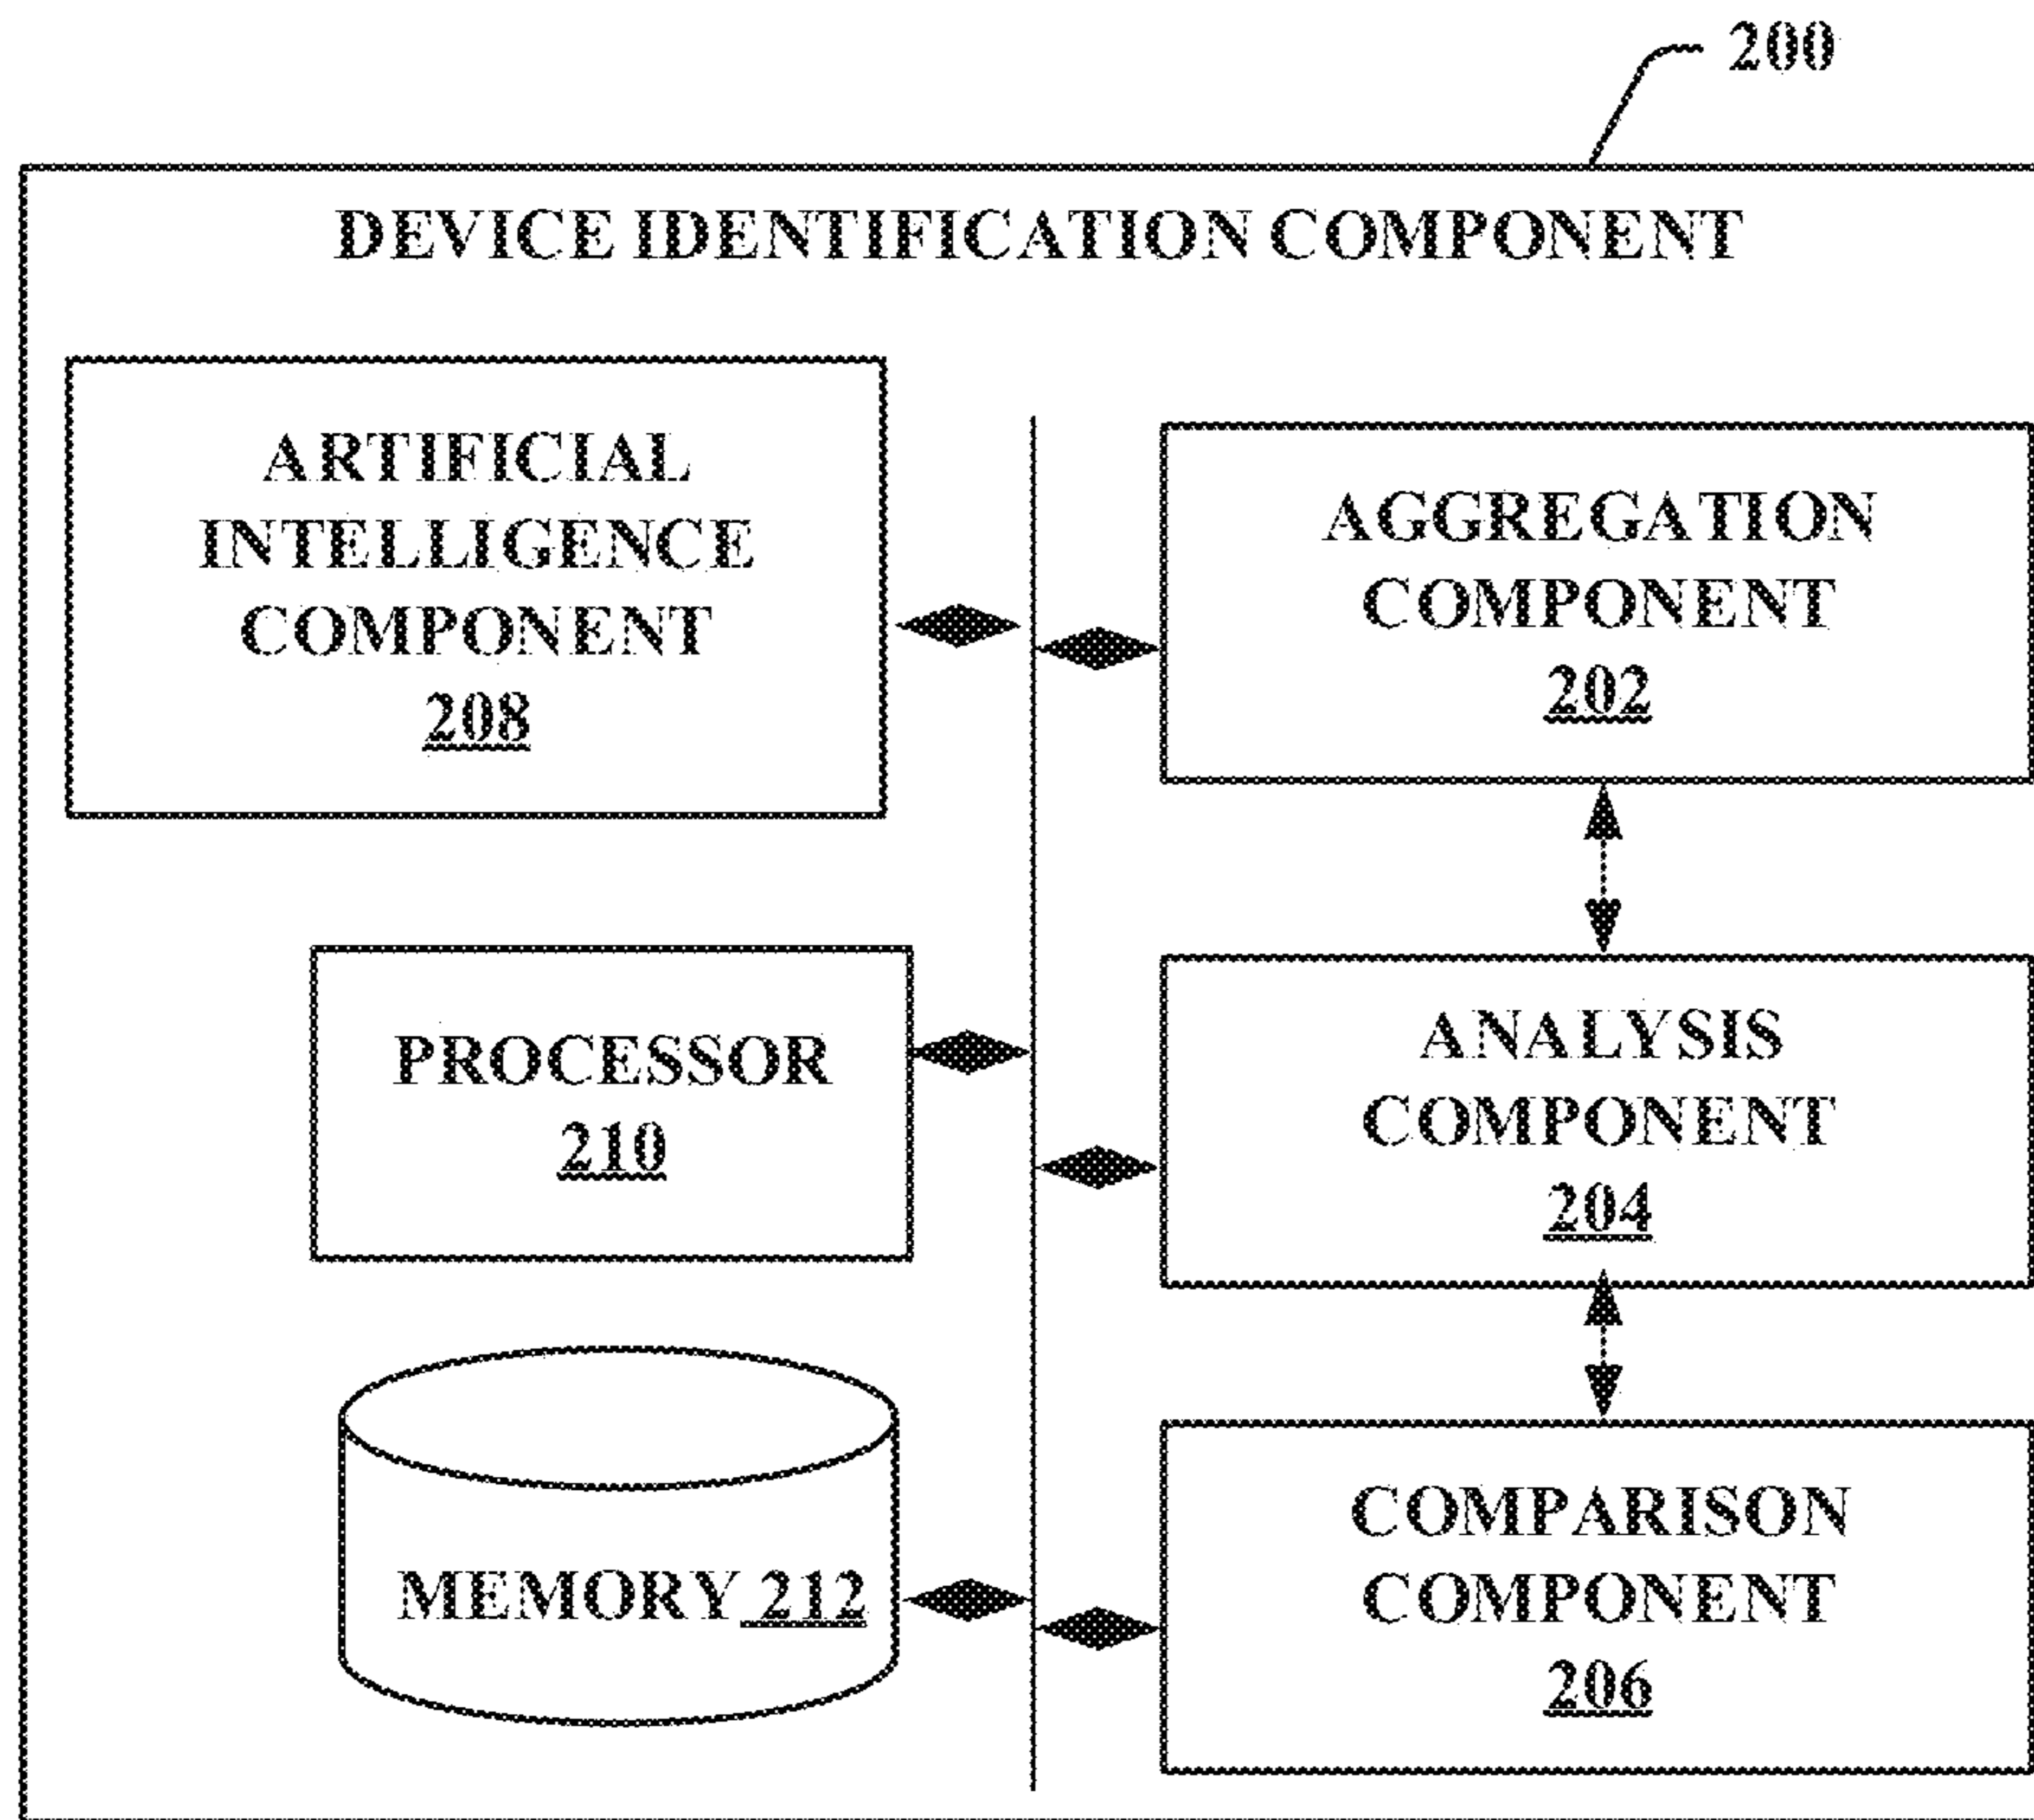 200
DEVICE IDENTIFICATION COMPONENT
ARTIFICIAL
INTELLIGENCE
COMPONENT
208
AGGREGATION
COMPONENT
202
PROCESSOR
210
ANALYSIS
COMPONENT
204
MEMORY 212
COMPARISON
COMPONENT
206